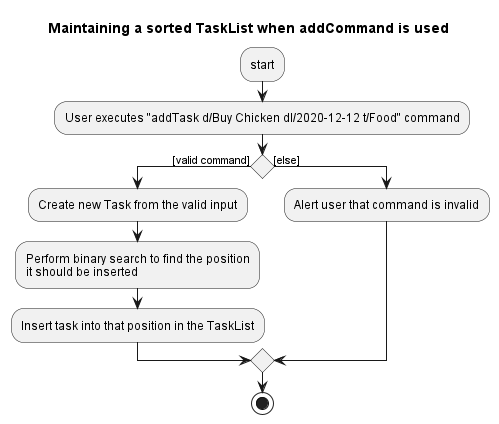 Maintaining a sorted TaskList when addCommand is used
start
User executes "addTask d/Buy Chicken dl/2020-12-12 t/Food" command
[valid command]
[else]
Create new Task from the valid input
Alert user that command is invalid
Perform binary search to find the position
it should be inserted
Insert task into that position in the TaskList